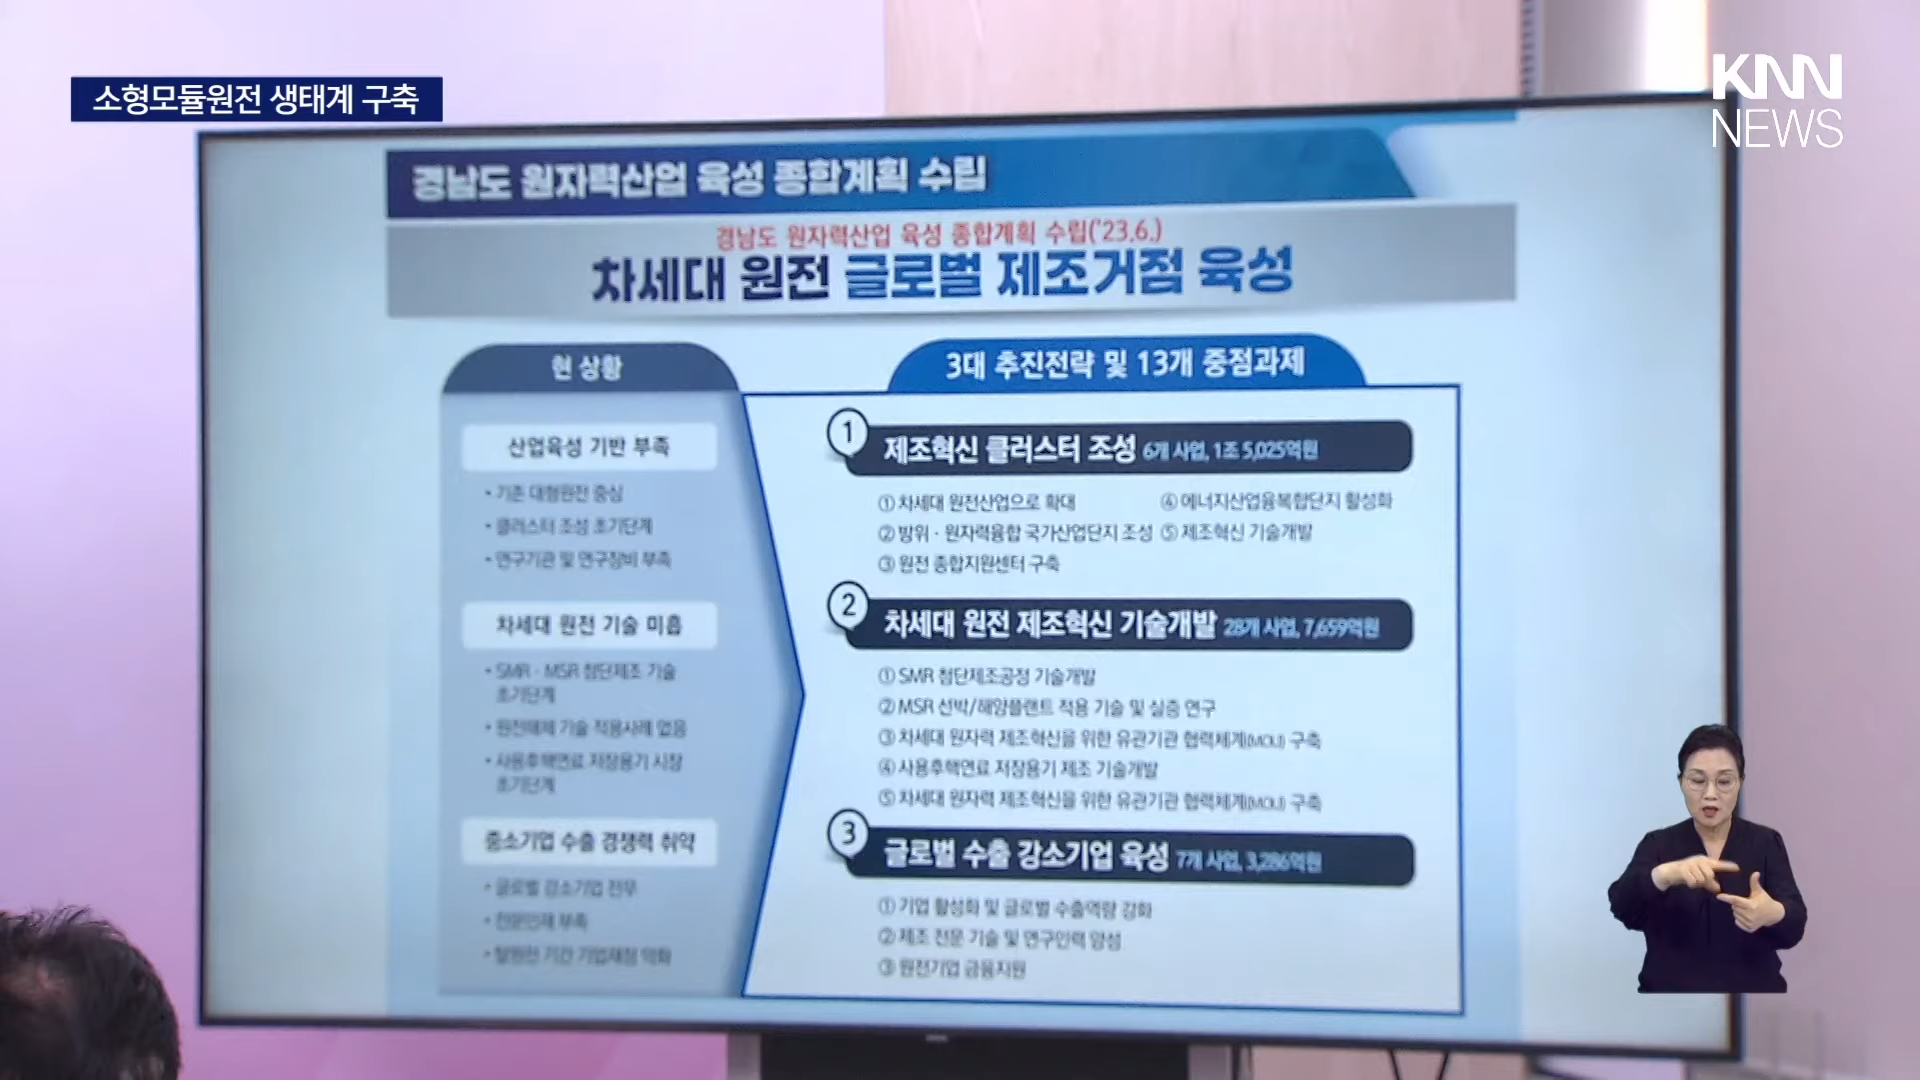 소형모듈원전 생태계 구축
KNN
NEWS
경남도 원자력산업 육성 종합계획 수립
경남도 원자력산업 육성 종합계획 수립('23.6.)
차세대 원전 글로벌 제조거점 육성
현 상황
산업육성 기반 부족
• 기존 대형원전 중심
• 클러스터 조성 초기단계
• 연구기관 및 연구장비 부족
차세대 원전 기술 미흡
• SMR · MSR 첨단제조 기술
초기단계
• 원전해체 기술 적용사례 없음
• 사용후핵연료 저장용기 시장
초기단계
중소기업 수출 경쟁력 취약
• 글로벌 강소기업 전무
• 전문인재 부족
• 탈원전 기간 기업재정 악화
3대 추진전략 및 13개 중점과제
1 제조혁신 클러스터 조성 6개 사업, 1조 5,025억원
① 차세대 원전산업으로 확대
② 방위 · 원자력융합 국가산업단지 조성
③ 원전 종합지원센터 구축
④ 에너지산업융복합단지 활성화
⑤ 제조혁신 기술개발
2 차세대 원전 제조혁신 기술개발 28개 사업, 7,659억원
① SMR 첨단제조공정 기술개발
② MSR 선박/해양플랜트 적용 기술 및 실증 연구
③ 차세대 원자력 제조혁신을 위한 유관기관 협력체계(MOU) 구축
④ 사용후핵연료 저장용기 제조 기술개발
⑤ 차세대 원자력 제조혁신을 위한 유관기관 협력체계(MOU) 구축
3 글로벌 수출 강소기업 육성 7개 사업, 3,286억원
① 기업 활성화 및 글로벌 수출역량 강화
② 제조 전문 기술 및 연구인력 양성
③ 원전기업 금융지원